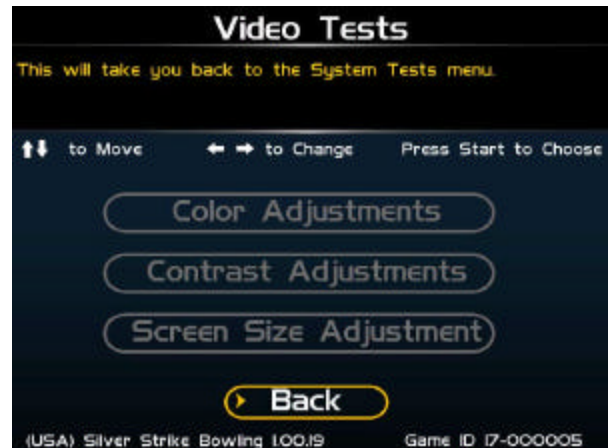 Video Tests
This will take you back to the System Tests menu.
to Move to Change Press Start to Choose
Color Adjustments
Contrast Adjustments
Screen Size Adjustment
Back
(USA) Silver Strike Bowling 1.00.19 Game ID 17-000005